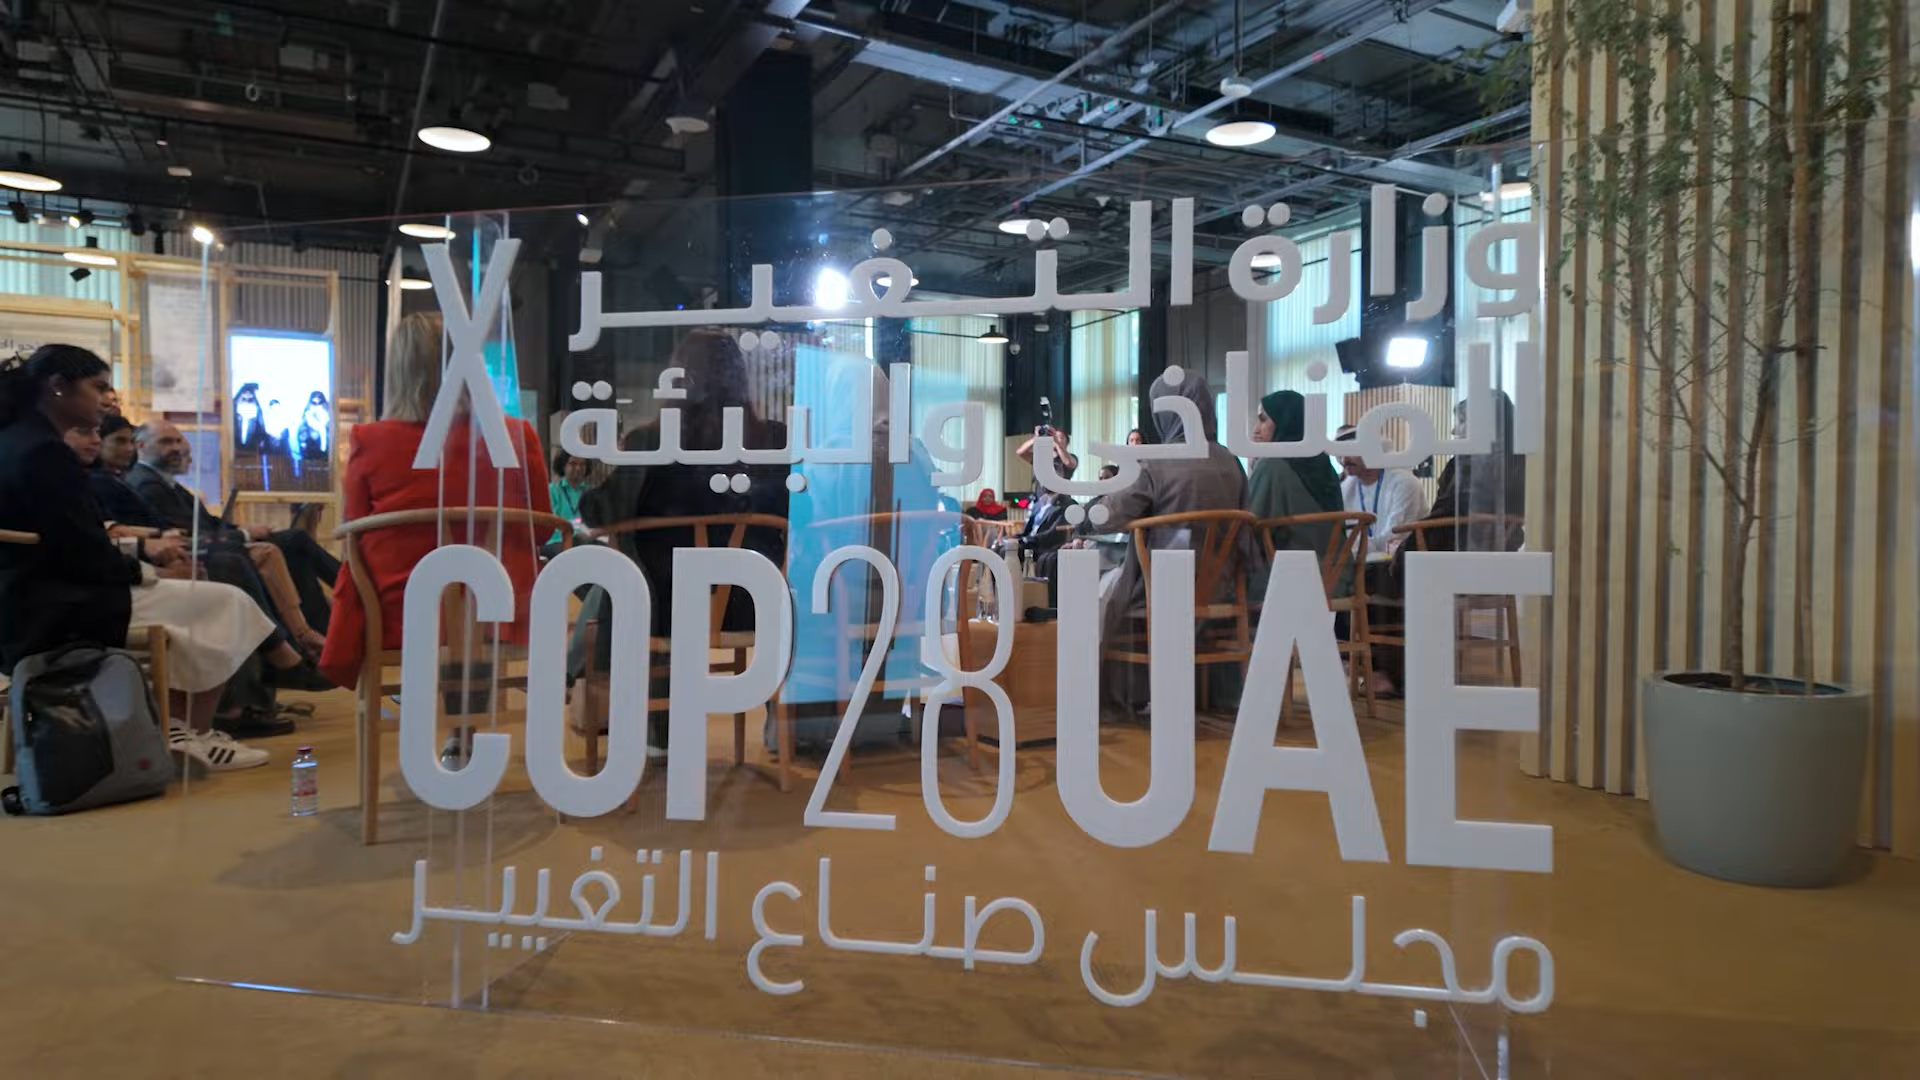 وزارة التغير
المناخي والبيئة
X
COP28UAE
مجلس صناع التغيير